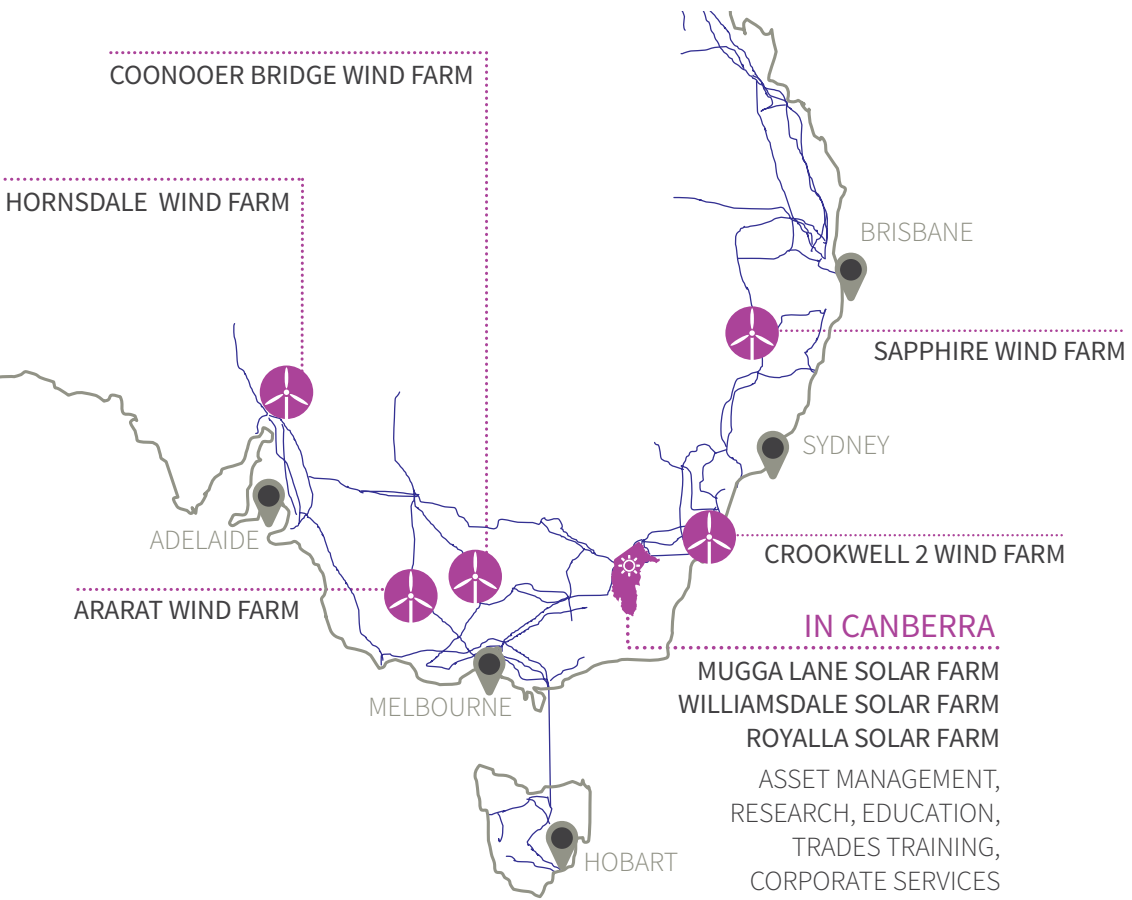 COONOOER BRIDGE WIND FARM
HORNSDALE WIND FARM
BRISBANE
SAPPHIRE WIND FARM
SYDNEY
ADELAIDE
CROOKWELL 2 WIND FARM
ARARAT WIND FARM
IN CANBERRA
MUGGA LANE SOLAR FARM
WILLIAMSDALE SOLAR FARM
ROYALLA SOLAR FARM
MELBOURNE
ASSET MANAGEMENT,
RESEARCH, EDUCATION,
TRADES TRAINING,
CORPORATE SERVICES
HOBART